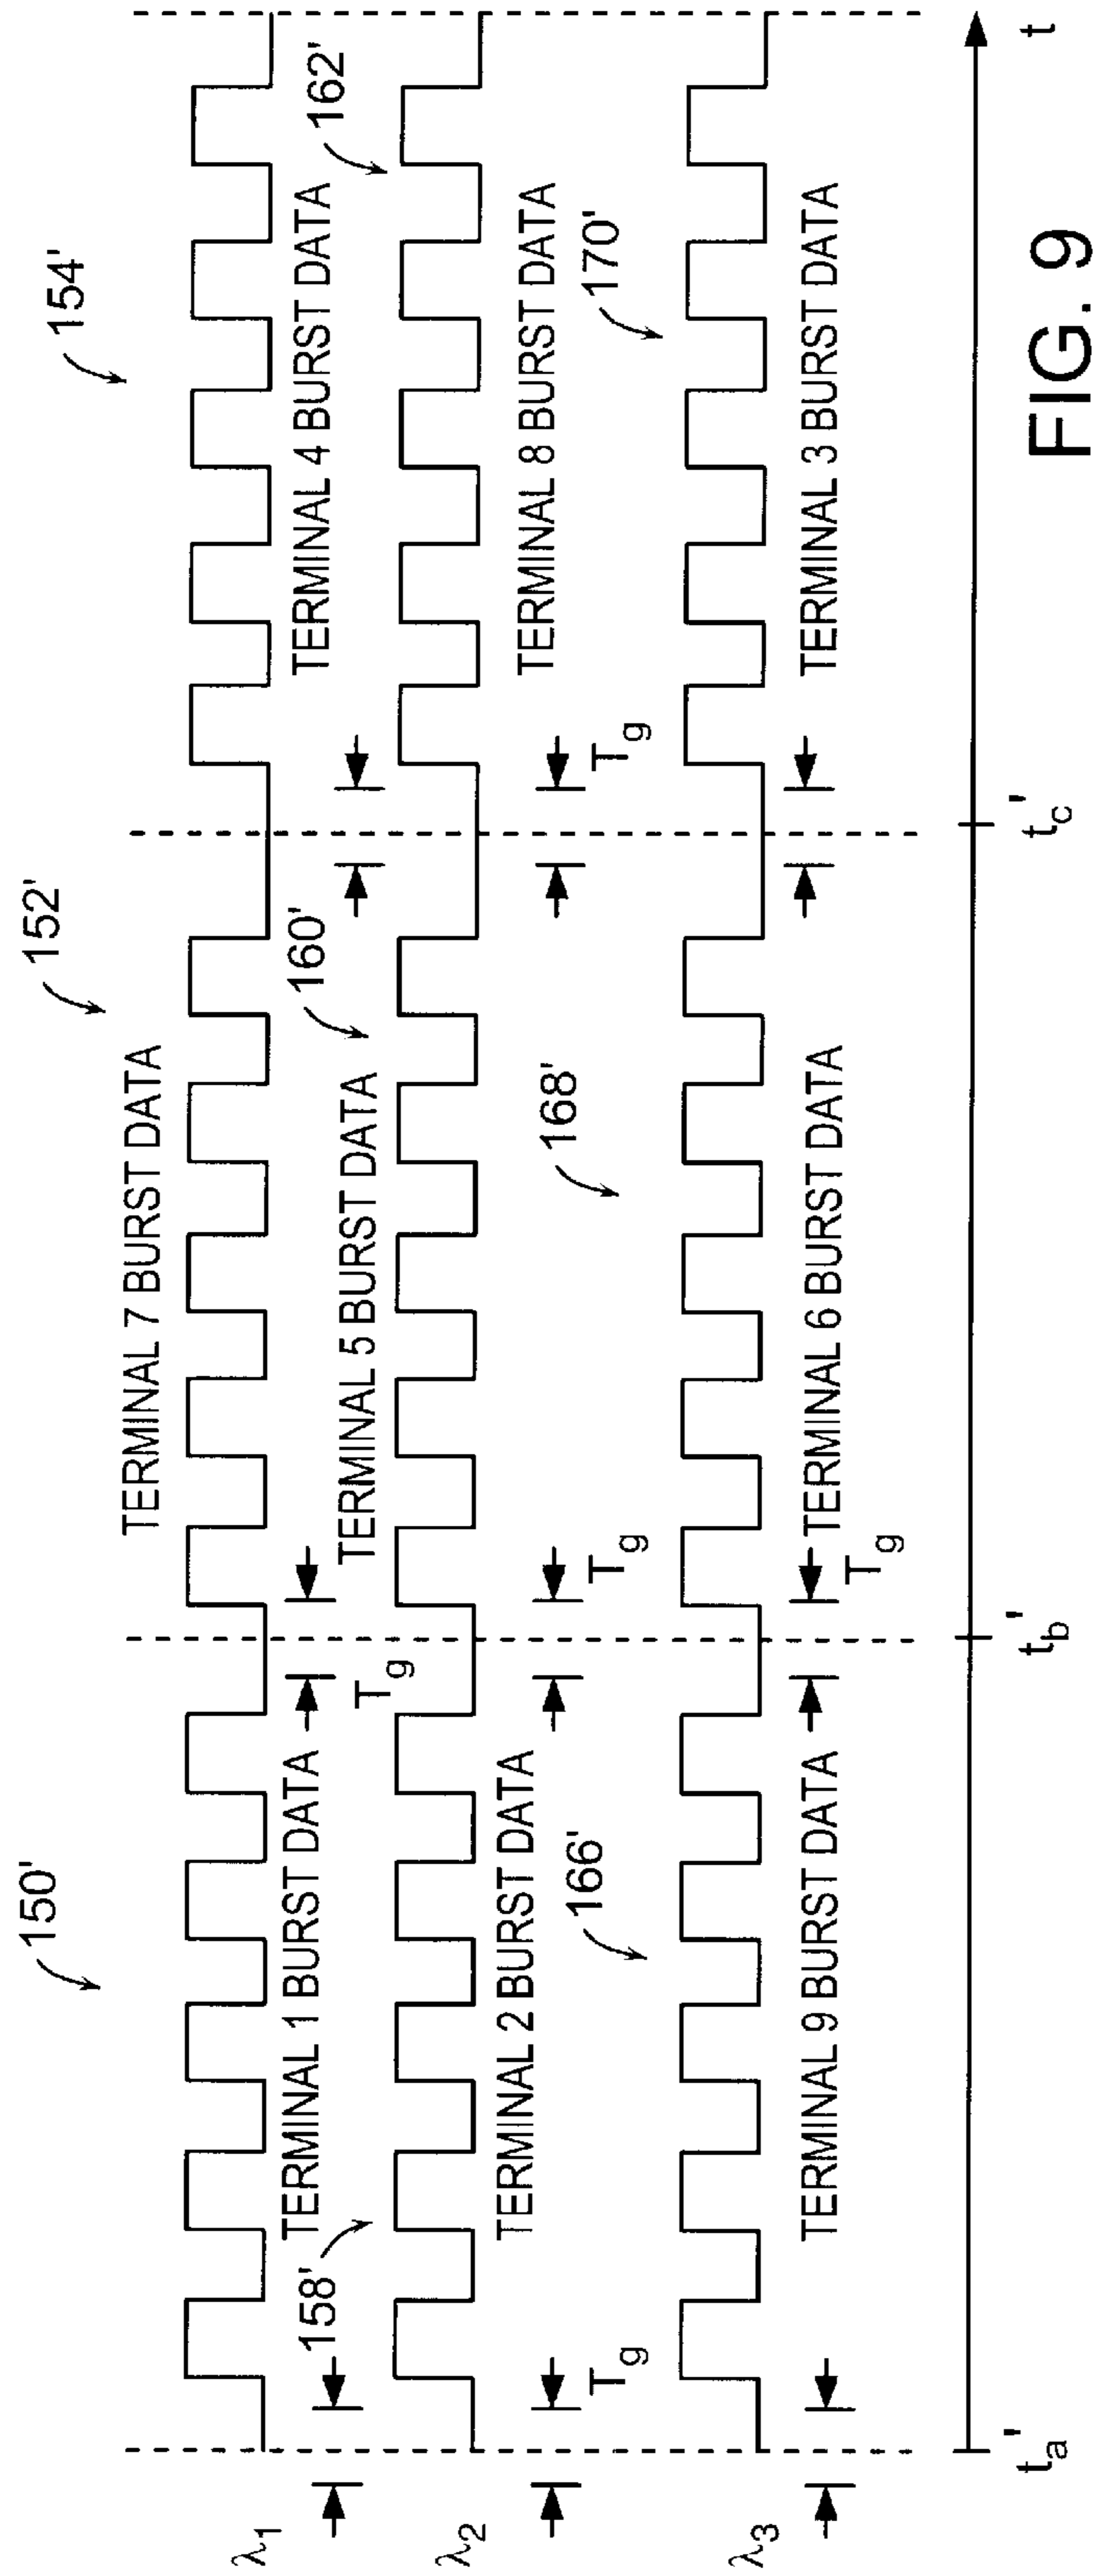 150'
152'
154'
TERMINAL 7 BURST DATA
λ1
TERMINAL 1 BURST DATA
TERMINAL 4 BURST DATA
158'
Tg
160'
162'
TERMINAL 5 BURST DATA
λ2
TERMINAL 2 BURST DATA
TERMINAL 8 BURST DATA
Tg
Tg
Tg
166'
168'
170'
λ3
TERMINAL 9 BURST DATA
TERMINAL 6 BURST DATA
TERMINAL 3 BURST DATA
Tg
ta'
tb'
tc'
t
FIG. 9